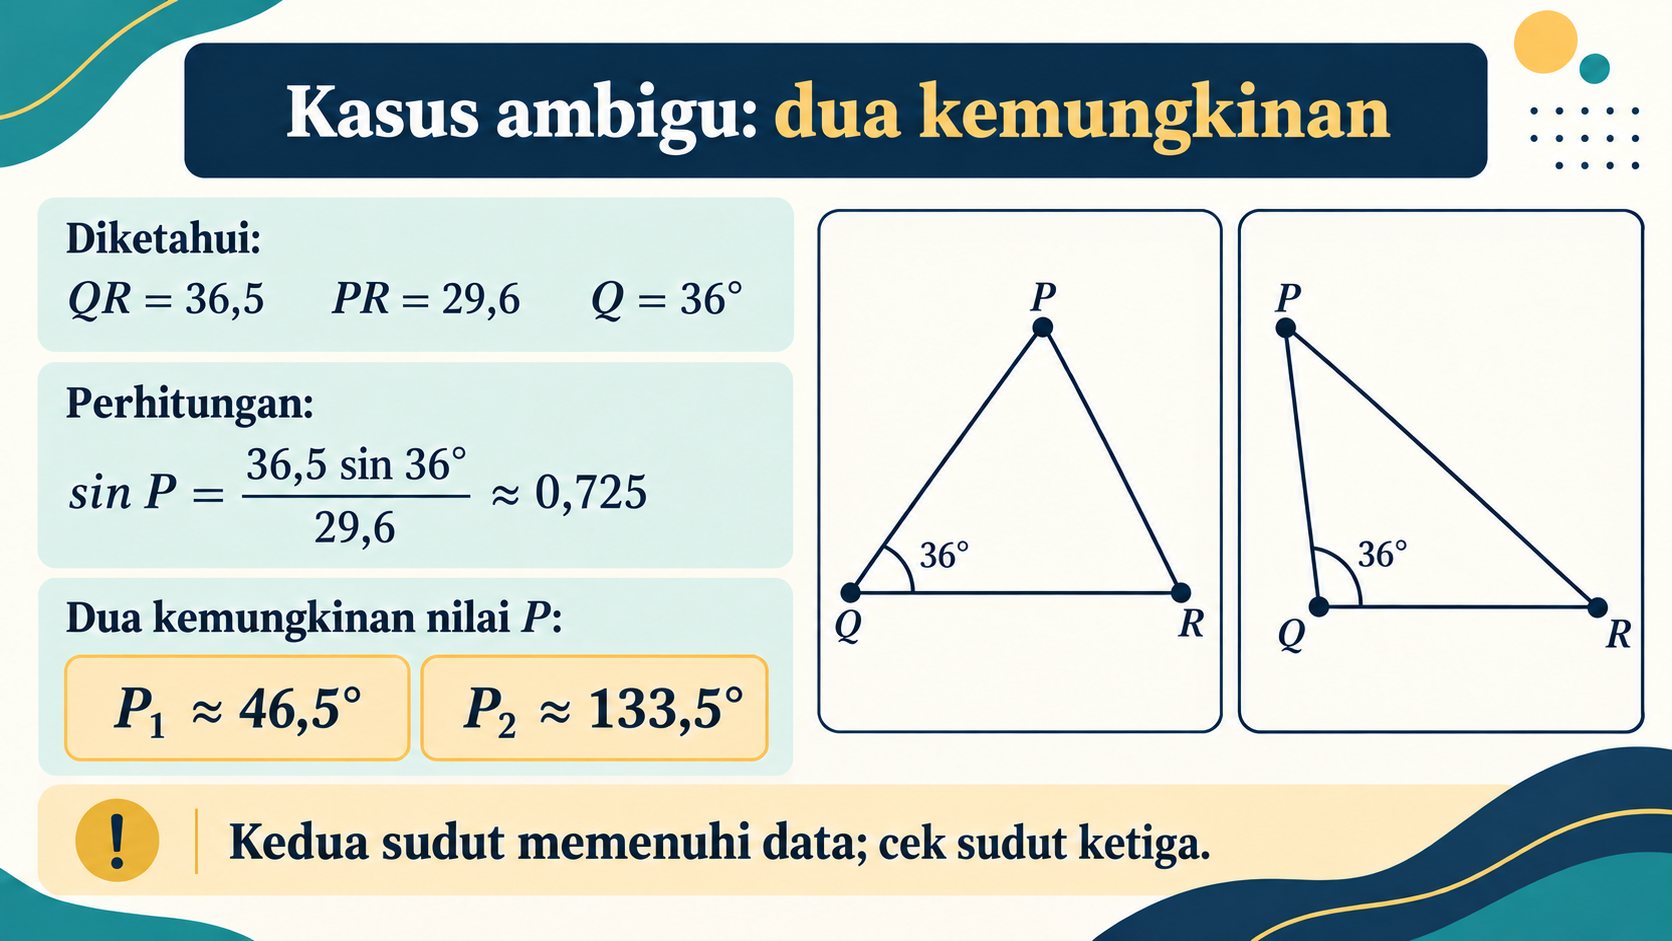 Kasus ambigu: dua kemungkinan
Diketahui:
QR = 36,5 PR = 29,6 Q = 36°
Perhitungan:
sin P = 36,5 sin 36° / 29,6 ≈ 0,725
Dua kemungkinan nilai P:
P₁ ≈ 46,5° P₂ ≈ 133,5°
P
36°
Q R
P
36°
Q R
! Kedua sudut memenuhi data; cek sudut ketiga.